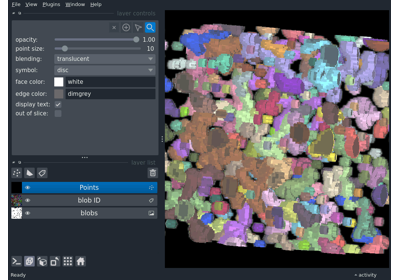 File View Plugins Window Help
layer controls
opacity: 1.00
point size: 10
blending: translucent
symbol: disc
face color: white
edge color: dimgrey
display text:
out of slice:
layer list
Points
blob ID
blobs
Ready
activity